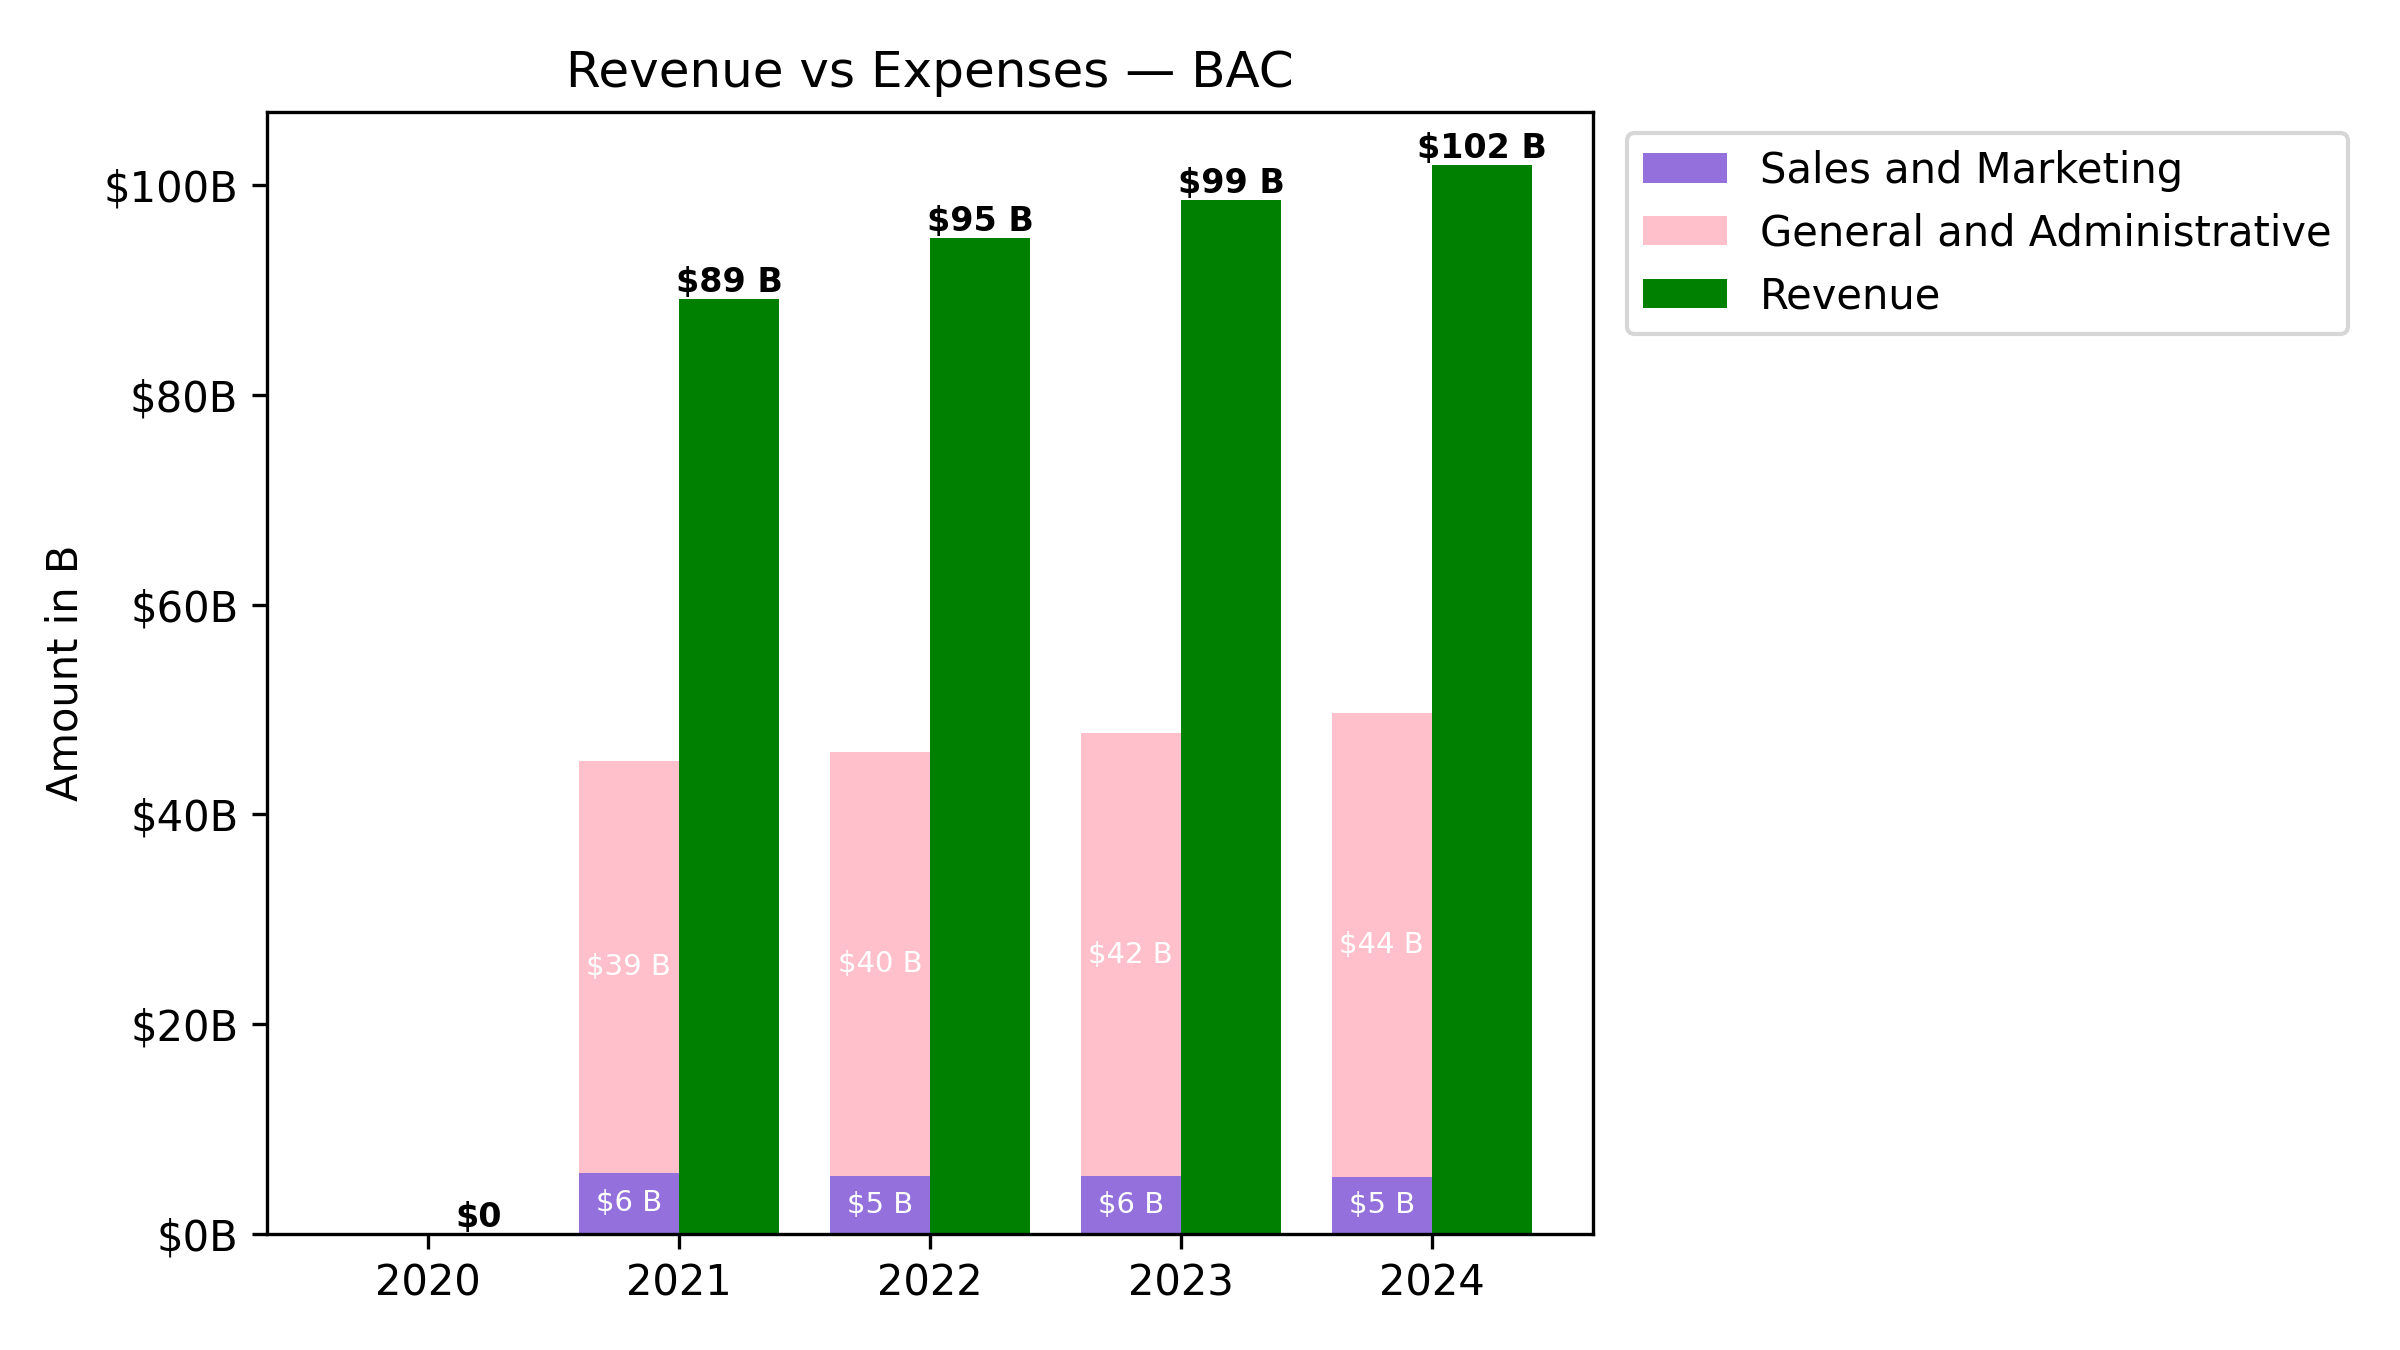 Revenue vs Expenses — BAC
Sales and Marketing
General and Administrative
Revenue
Amount in B
$100B
$80B
$60B
$40B
$20B
$0B
$0
$89 B
$95 B
$99 B
$102 B
$39 B
$40 B
$42 B
$44 B
$6 B
$5 B
$6 B
$5 B
2020
2021
2022
2023
2024